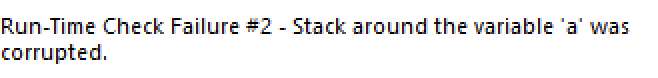 Run-Time Check Failure #2 - Stack around the variable 'a' was
corrupted.